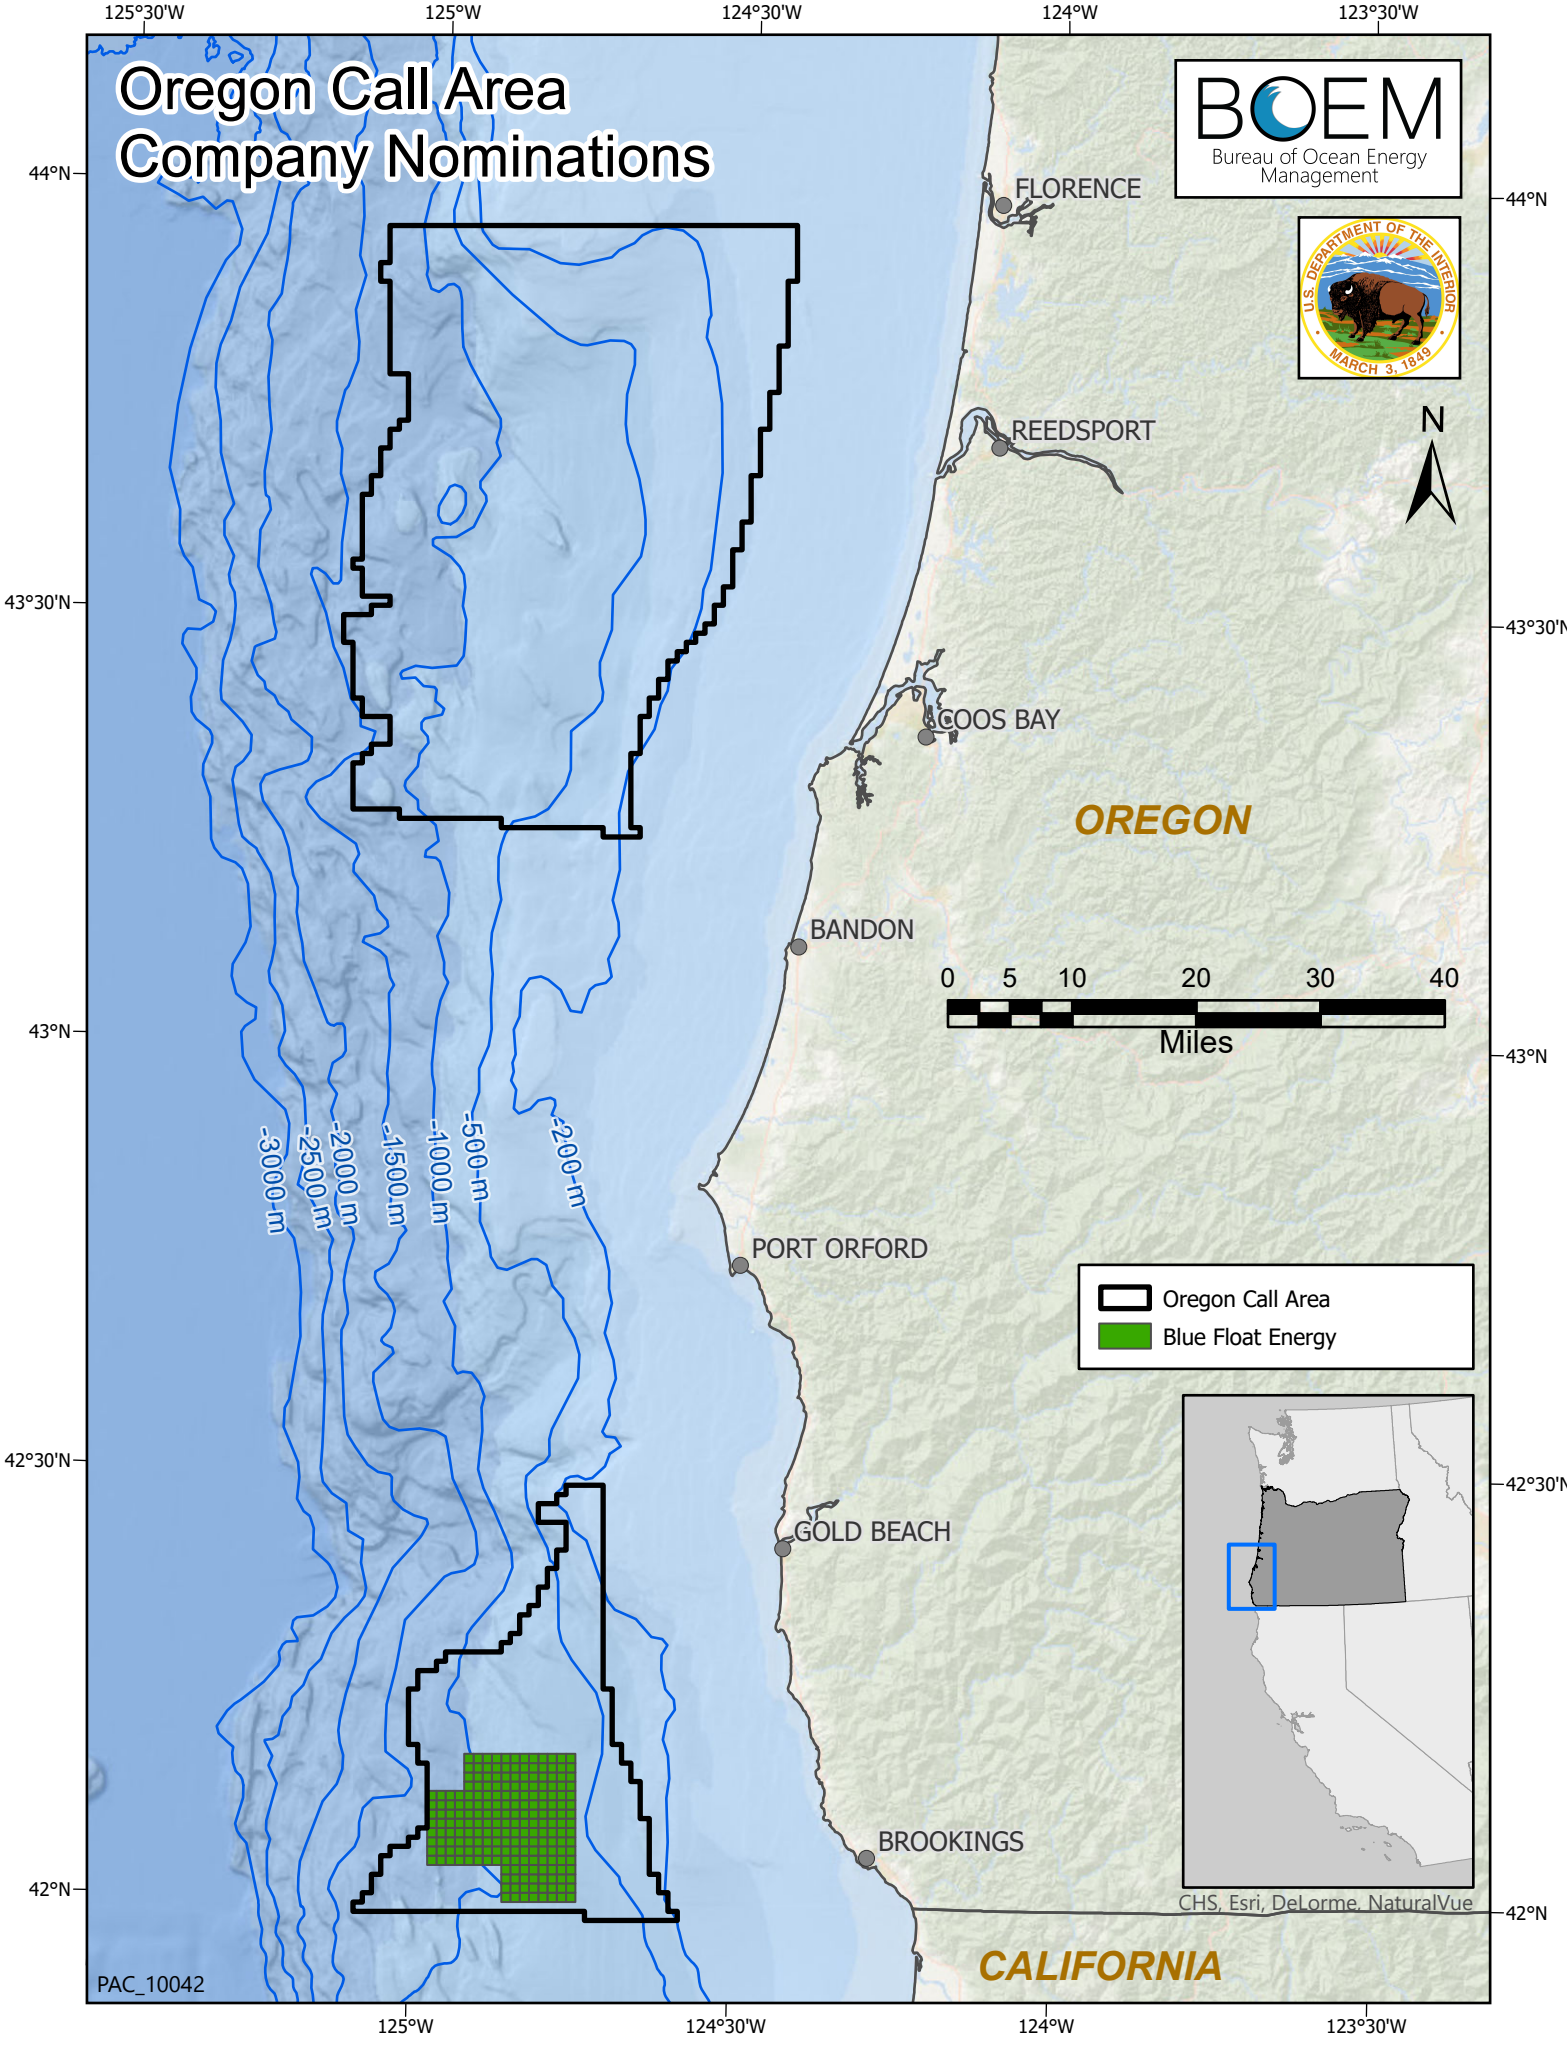 125°30'W 125°W 124°30'W 124°W 123°30'W
Oregon Call Area
Company Nominations
BOEM
Bureau of Ocean Energy
Management
44°N
44°N
FLORENCE
U.S. DEPARTMENT OF THE INTERIOR
MARCH 3, 1849
N
REEDSPORT
43°30'N
43°30'N
COOS BAY
OREGON
BANDON
0 5 10 20 30 40
Miles
43°N
43°N
-3000 m
-2500 m
-2000 m
-1500 m
-1000 m
-500 m
-200 m
PORT ORFORD
Oregon Call Area
Blue Float Energy
42°30'N
42°30'N
GOLD BEACH
BROOKINGS
42°N
CHS, Esri, DeLorme, NaturalVue
42°N
CALIFORNIA
PAC_10042
125°W 124°30'W 124°W 123°30'W